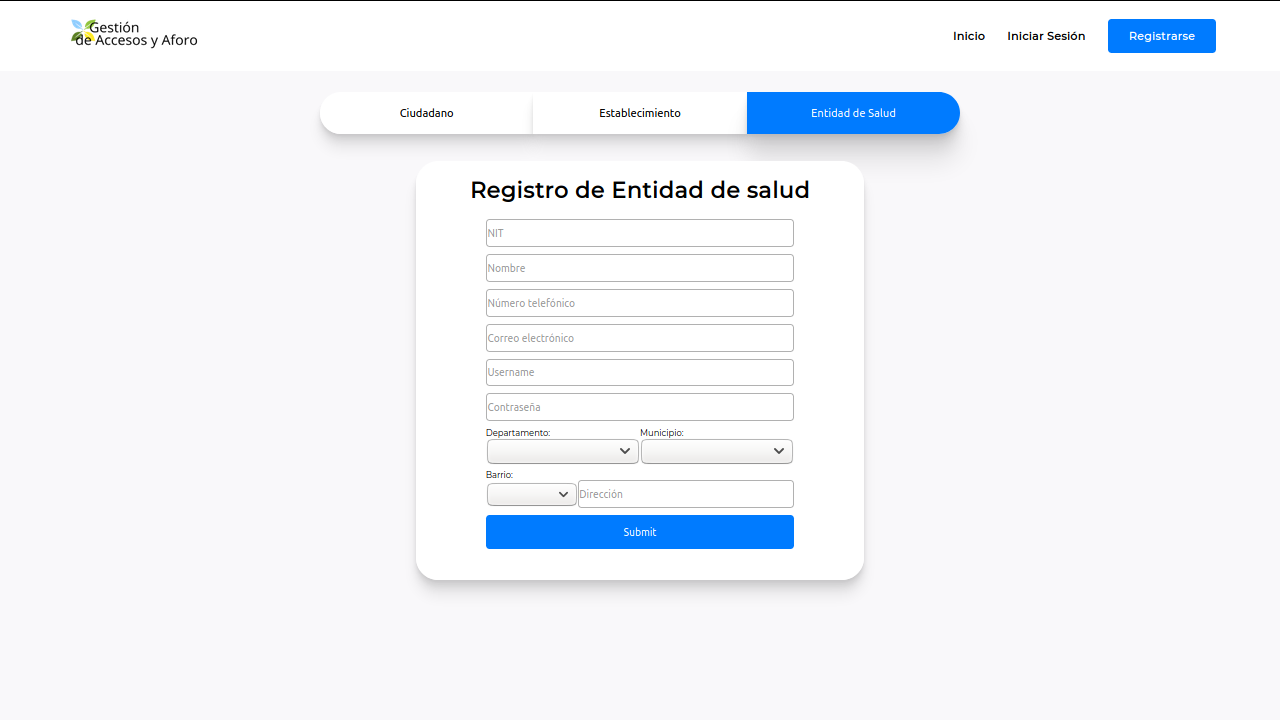 Gestión
de Accesos y Aforo
Inicio Iniciar Sesión Registrarse
Ciudadano Establecimiento Entidad de Salud
Registro de Entidad de salud
NIT
Nombre
Número telefónico
Correo electrónico
Username
Contraseña
Departamento: Municipio:
Barrio:
Dirección
Submit